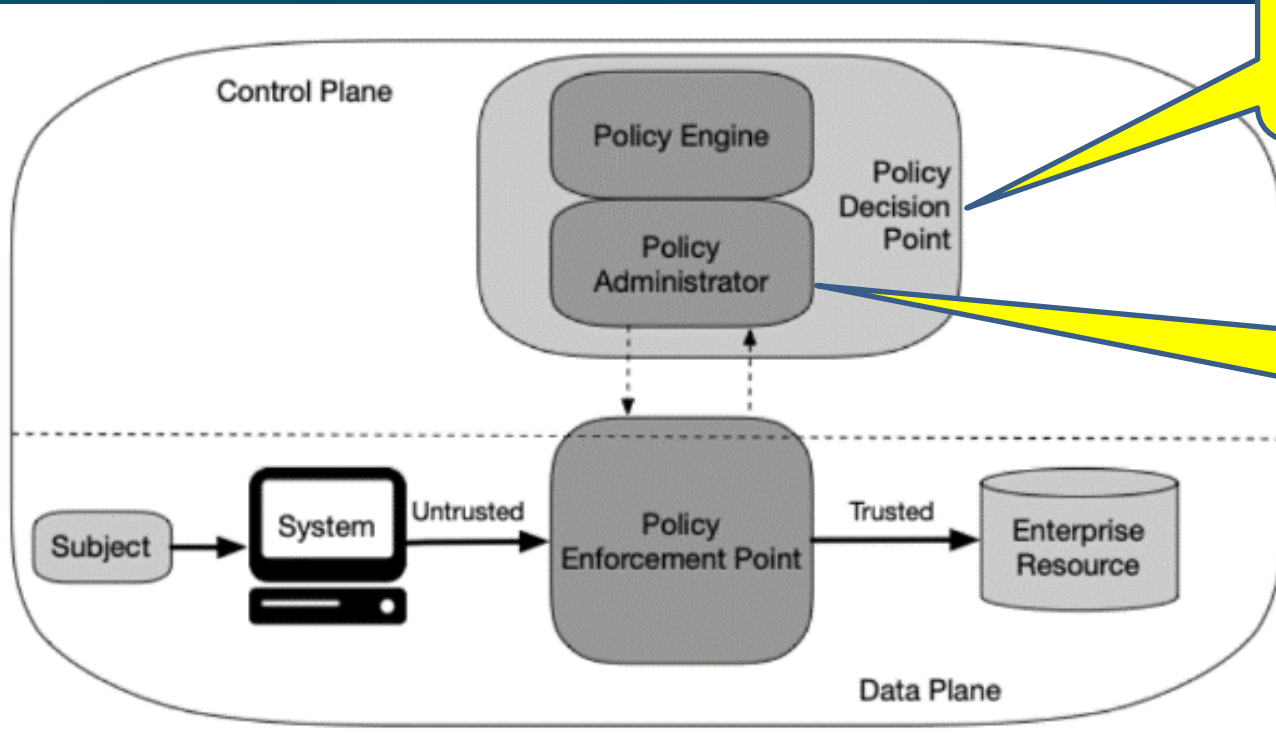 Control Plane
Policy Engine
Policy
Decision
Point
Policy
Administrator
Subject
System
Untrusted
Policy
Enforcement Point
Trusted
Enterprise
Resource
Data Plane